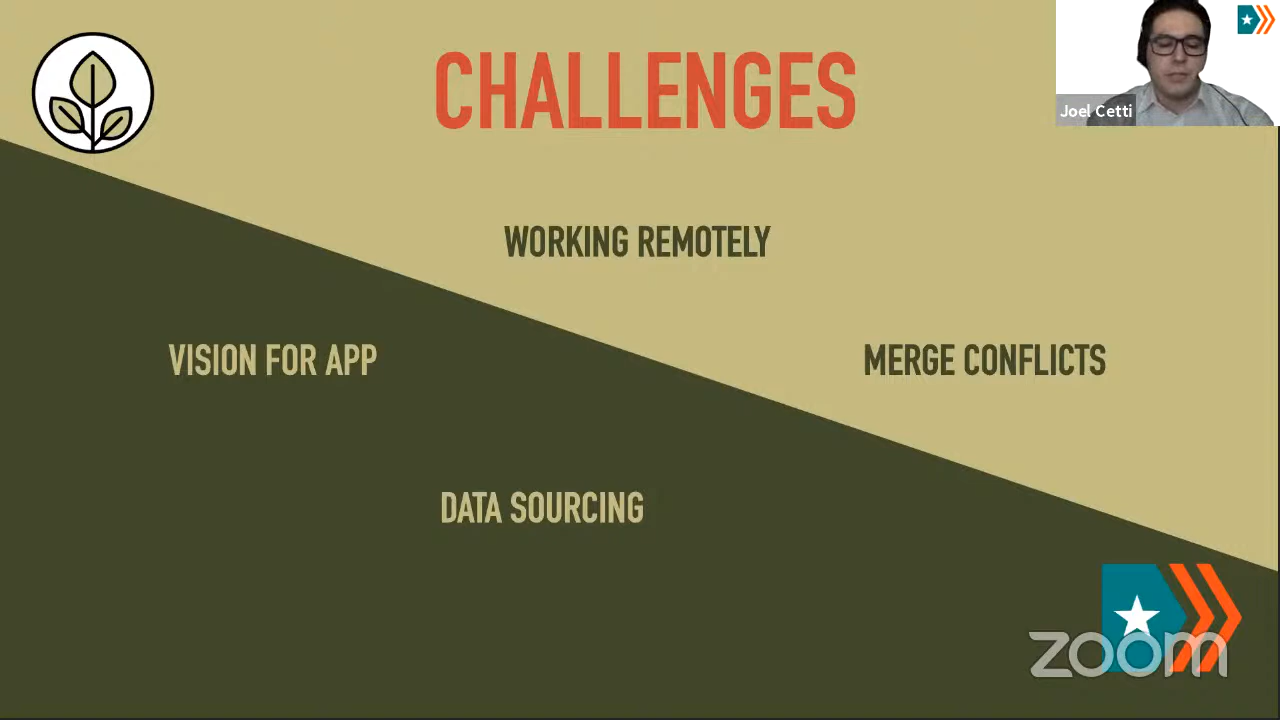 CHALLENGES
Joel Cetti
WORKING REMOTELY
VISION FOR APP
MERGE CONFLICTS
DATA SOURCING
zoom